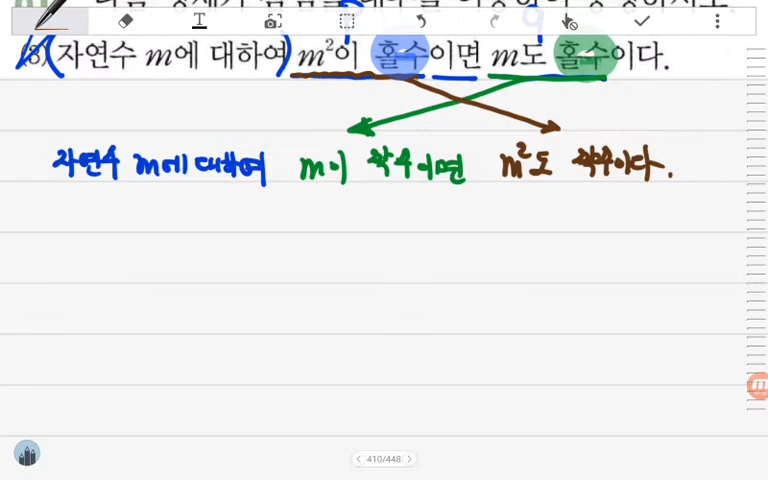 (3) (자연수 m에 대하여) m²이 홀수이면 m도 홀수이다.
자연수 m에 대하여 m이 짝수이면 m²도 짝수이다.
410/448